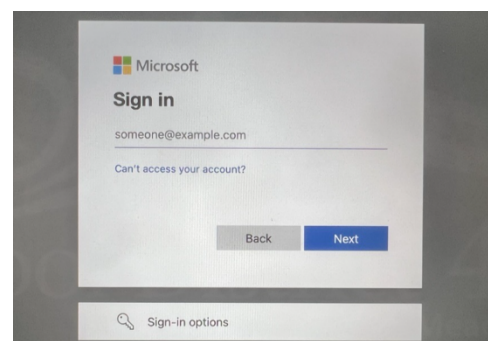 Microsoft
Sign in
someone@example.com
Can't access your account?
Back
Next
Sign-in options